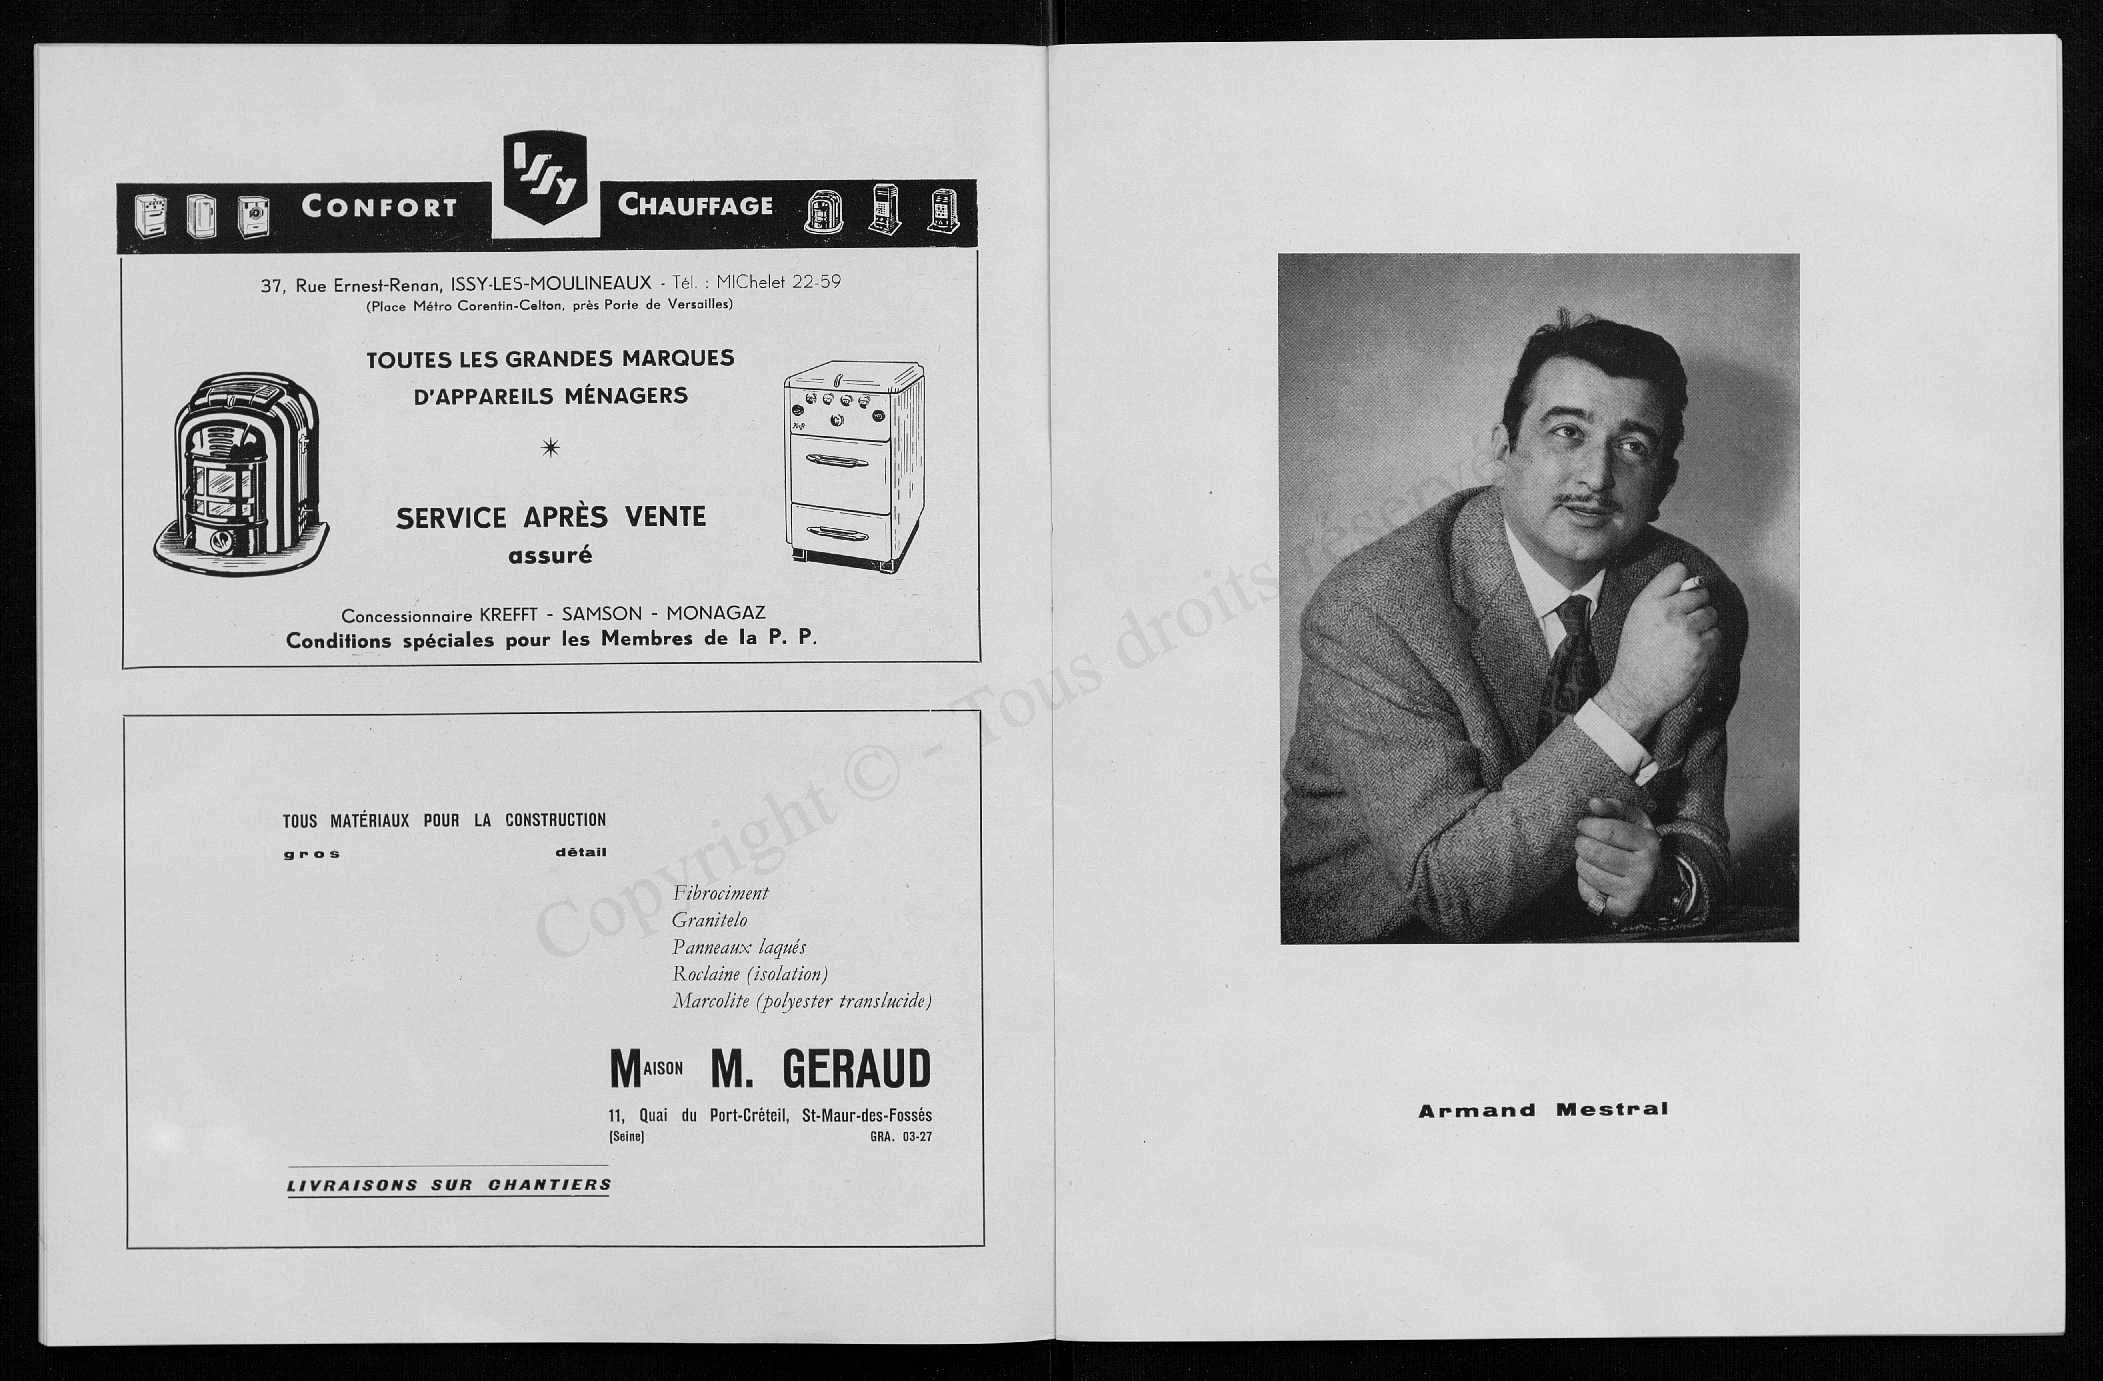 Issy
CONFORT CHAUFFAGE
37, Rue Ernest-Renan, ISSY-LES-MOULINEAUX - Tél. : MIChelet 22-59
(Place Métro Corentin-Celton, près Porte de Versailles)
TOUTES LES GRANDES MARQUES
D'APPAREILS MÉNAGERS
SERVICE APRÈS VENTE
assuré
Concessionnaire KREFFT - SAMSON - MONAGAZ
Conditions spéciales pour les Membres de la P. P.
TOUS MATÉRIAUX POUR LA CONSTRUCTION
gros détail
Fibrociment
Granitelo
Panneaux laqués
Roclaine (isolation)
Marcolite (polyester translucide)
MAISON M. GERAUD
11, Quai du Port-Créteil, St-Maur-des-Fossés
(Seine) GRA. 03-27
LIVRAISONS SUR CHANTIERS
Armand Mestral
Copyright © - Tous droits réservés